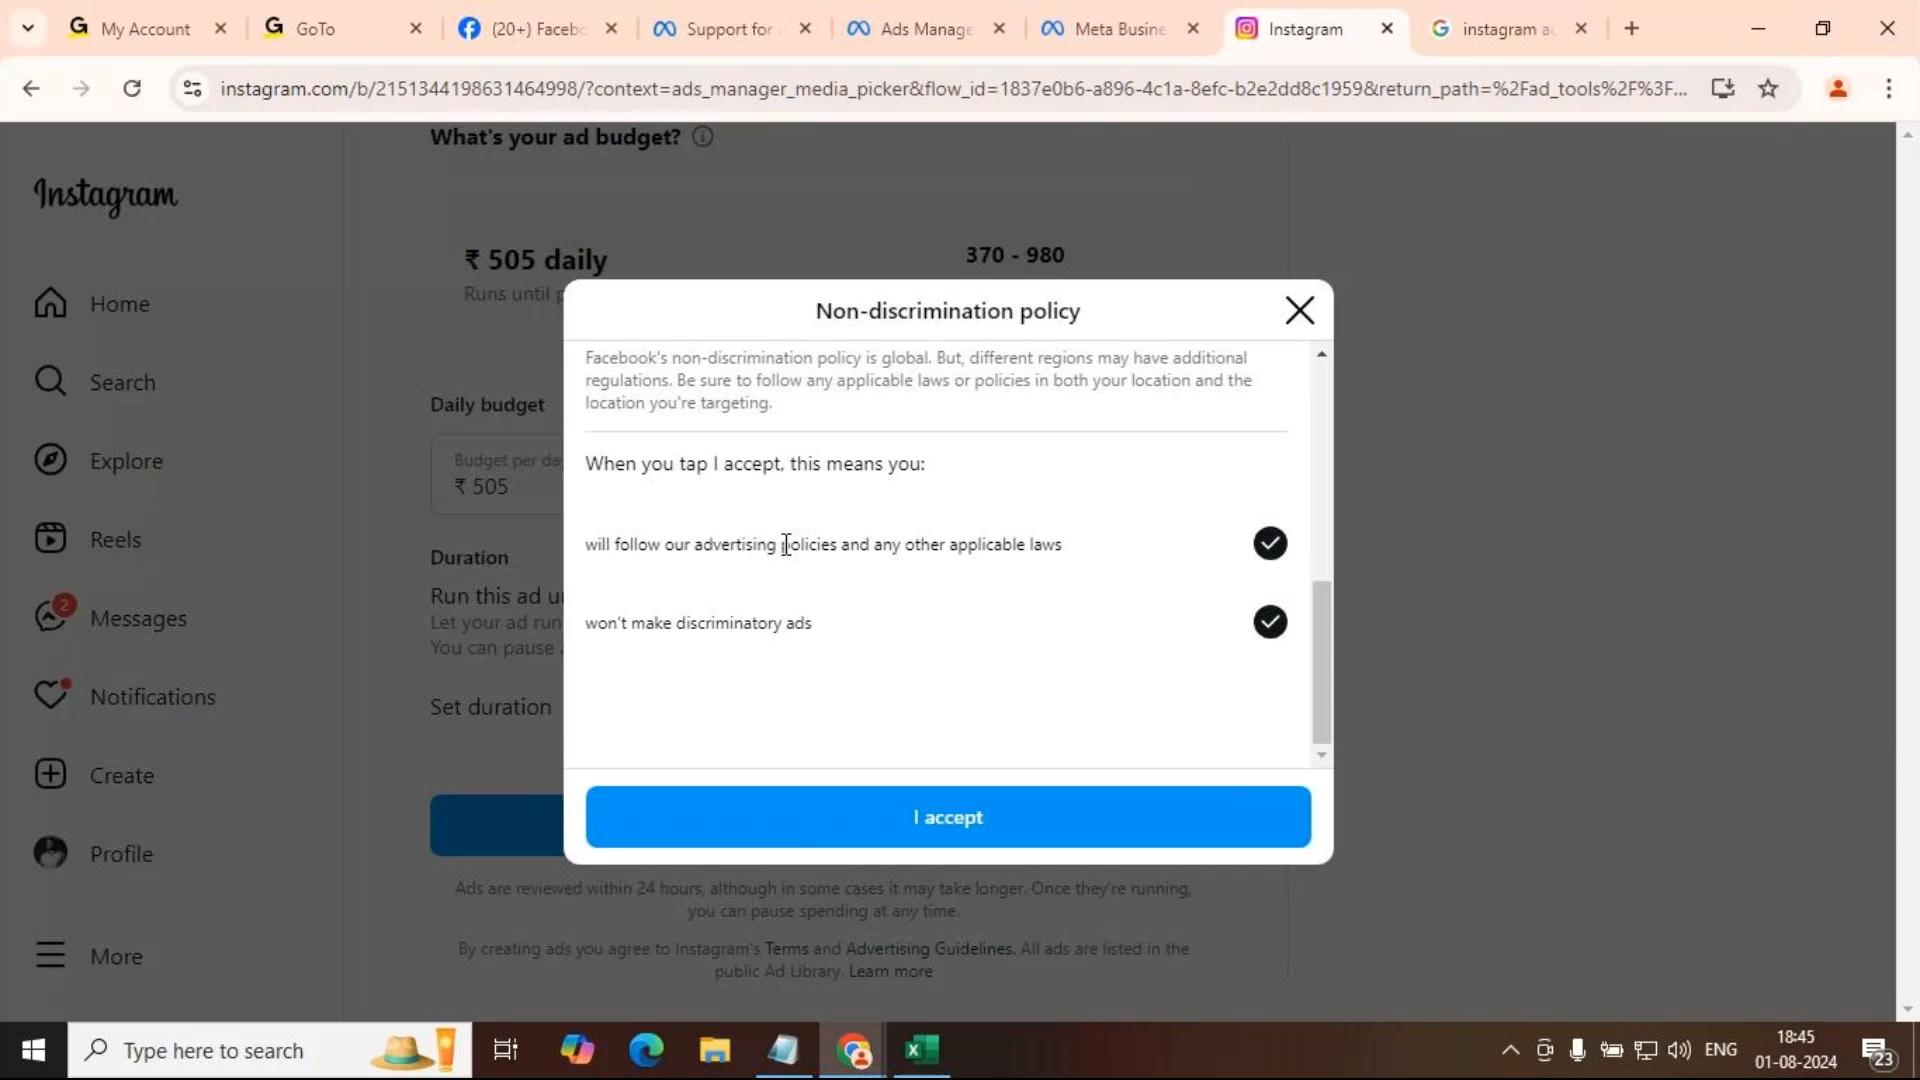 My Account
GoTo
(20+) Facebo
Support for
Ads Manage
Meta Busine
Instagram
instagram a
instagram.com/b/2151344198631464998/?context=ads_manager_media_picker&flow_id=1837e0b6-a896-4c1a-8efc-b2e2dd8c1959&return_path=%2Fad_tools%2F%3F...
Instagram
Home
Search
Explore
Reels
2
Messages
Notifications
Create
Profile
More
What's your ad budget?
₹ 505 daily
370 - 980
Runs until
Daily budget
Budget per da
₹ 505
Duration
Run this ad u
Let your ad run
You can pause
Set duration
Non-discrimination policy
Facebook's non-discrimination policy is global. But, different regions may have additional
regulations. Be sure to follow any applicable laws or policies in both your location and the
location you're targeting.
When you tap I accept, this means you:
will follow our advertising policies and any other applicable laws
won't make discriminatory ads
I accept
Ads are reviewed within 24 hours, although in some cases it may take longer. Once they're running,
you can pause spending at any time.
By creating ads you agree to Instagram's Terms and Advertising Guidelines. All ads are listed in the
public Ad Library. Learn more
Type here to search
ENG
18:45
01-08-2024
23